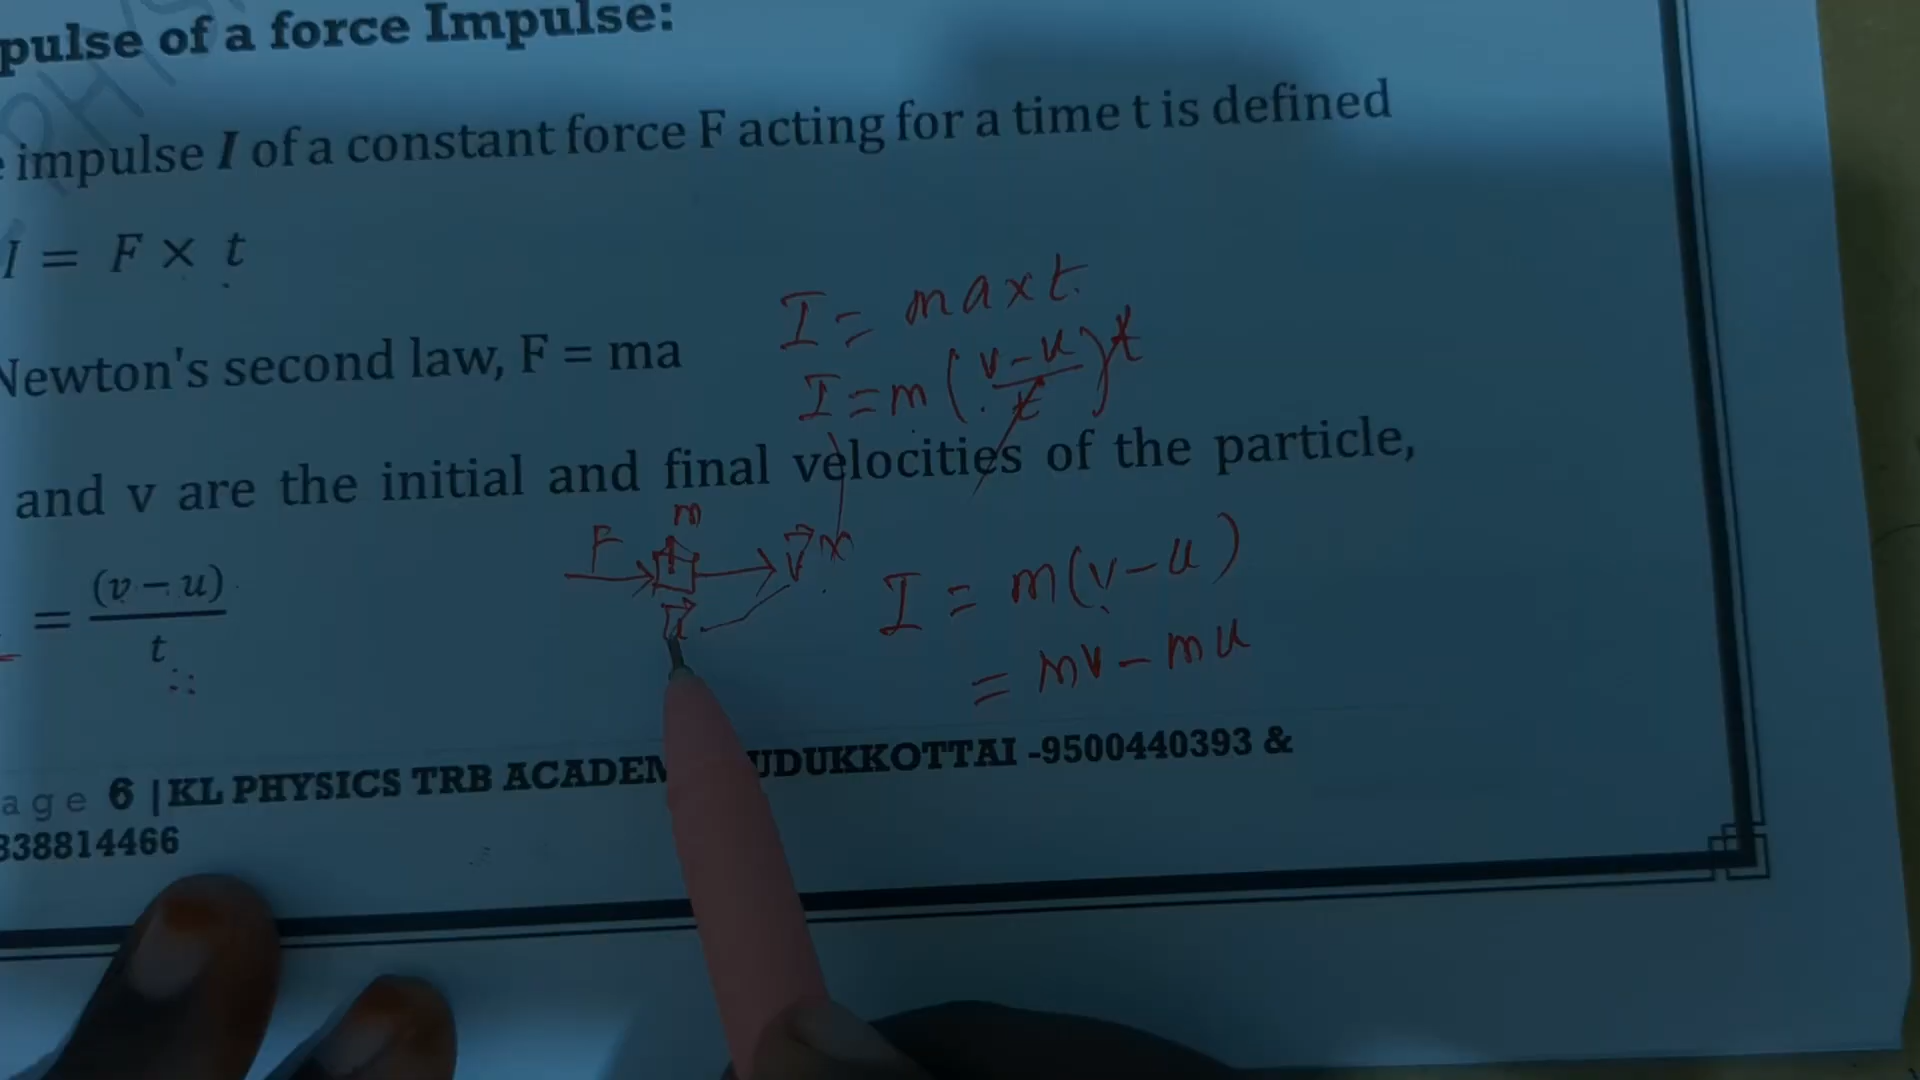 pulse of a force Impulse:
impulse I of a constant force F acting for a time t is defined
I = F × t
I = ma×t.
Newton's second law, F = ma
I = m (v-u/t) t
and v are the initial and final velocities of the particle,
m
F v⃗
u⃗
= (v − u)/t
I = m(v-u)
= mv - mu
age 6 |KL PHYSICS TRB ACADEM UDUKKOTTAI -9500440393 &
338814466